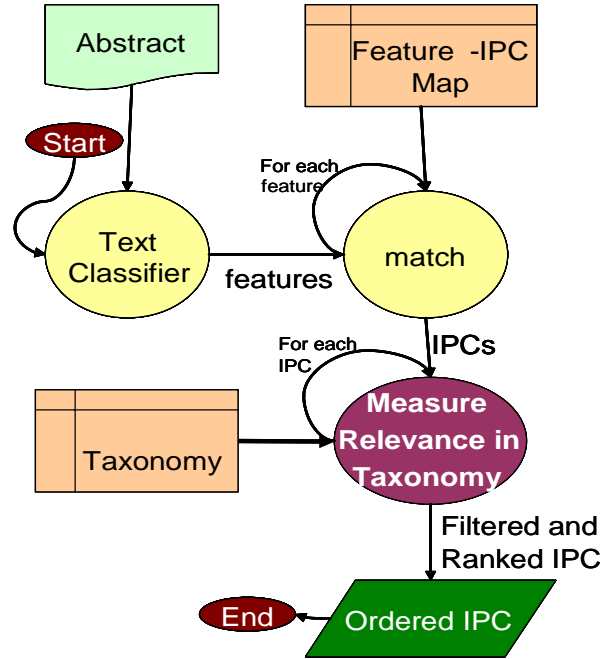 Abstract
Feature -IPC
Map
Start
For each
feature
Text
Classifier
features
match
For each
IPC
IPCs
Taxonomy
Measure
Relevance in
Taxonomy
Filtered and
Ranked IPC
End
Ordered IPC